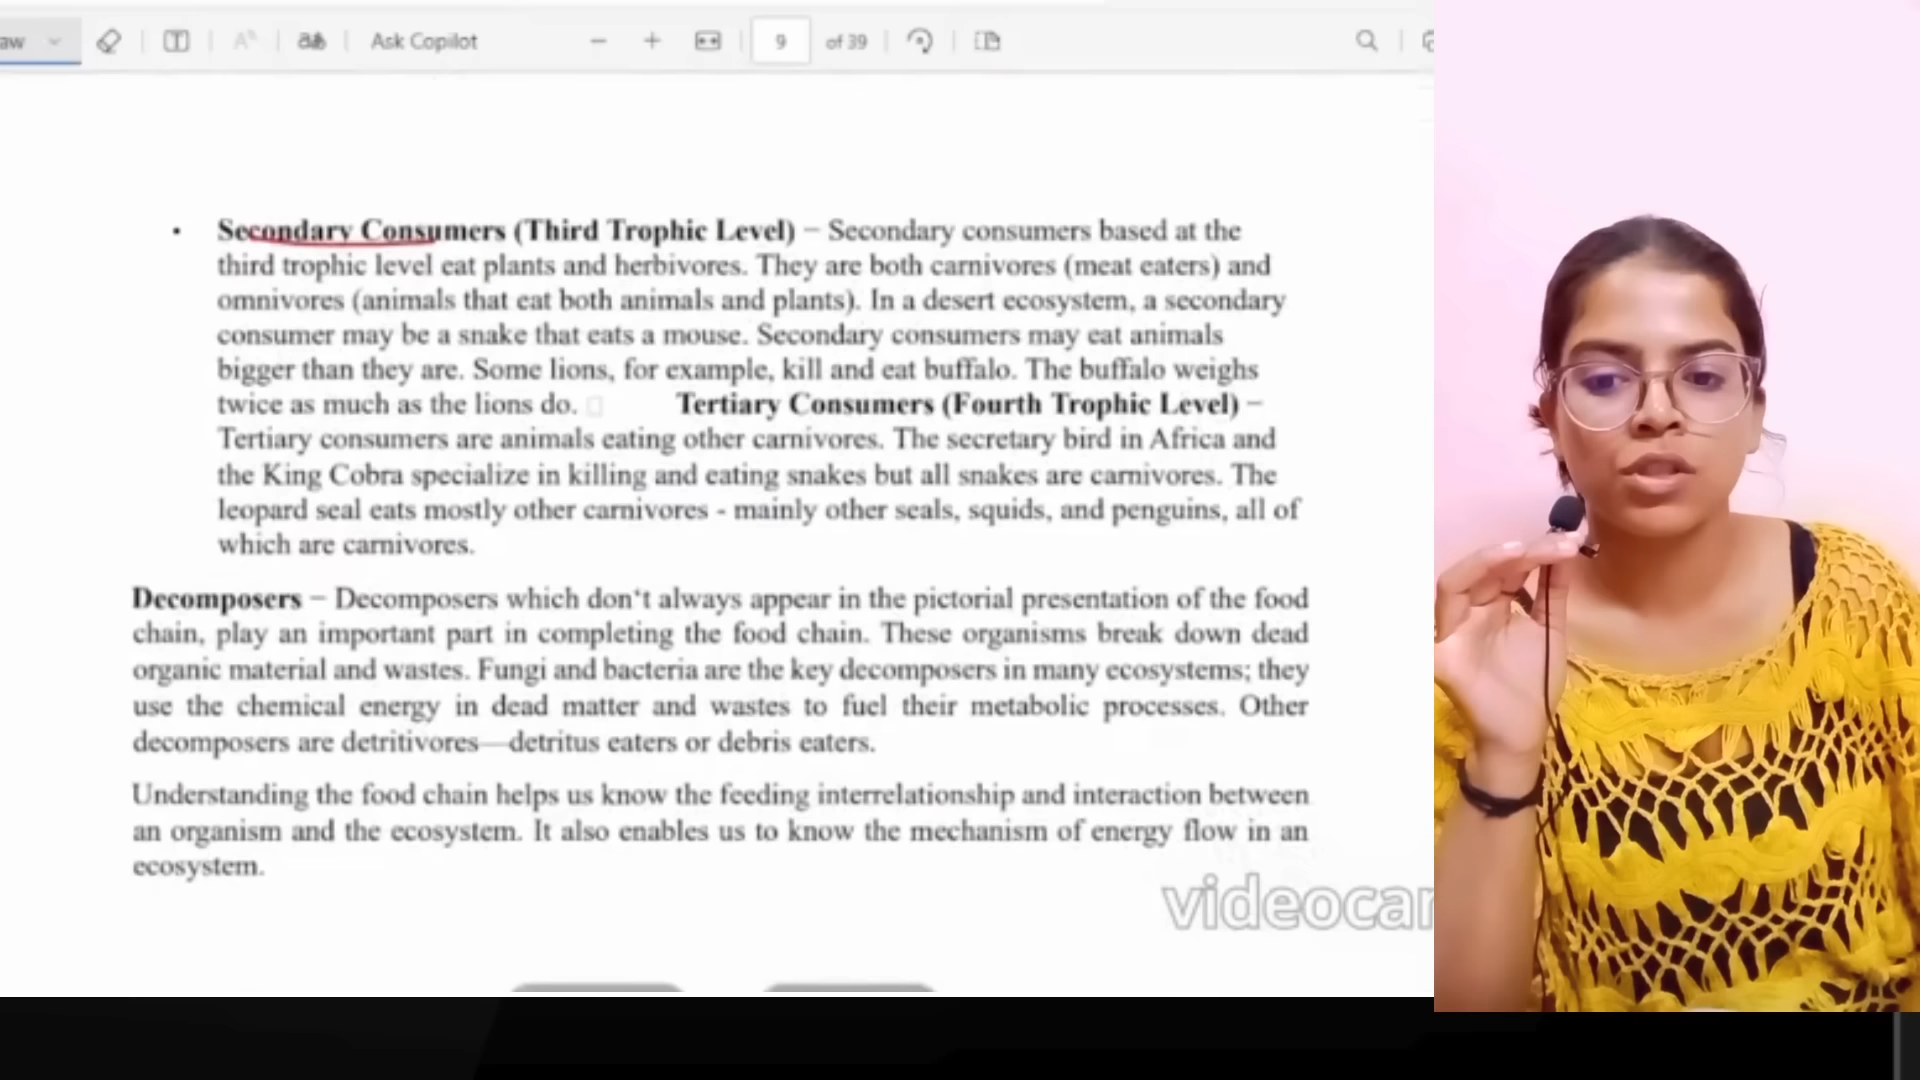 aw
Ask Copilot
9 of 39
• Secondary Consumers (Third Trophic Level) – Secondary consumers based at the
third trophic level eat plants and herbivores. They are both carnivores (meat eaters) and
omnivores (animals that eat both animals and plants). In a desert ecosystem, a secondary
consumer may be a snake that eats a mouse. Secondary consumers may eat animals
bigger than they are. Some lions, for example, kill and eat buffalo. The buffalo weighs
twice as much as the lions do. Tertiary Consumers (Fourth Trophic Level) –
Tertiary consumers are animals eating other carnivores. The secretary bird in Africa and
the King Cobra specialize in killing and eating snakes but all snakes are carnivores. The
leopard seal eats mostly other carnivores - mainly other seals, squids, and penguins, all of
which are carnivores.
Decomposers – Decomposers which don‘t always appear in the pictorial presentation of the food
chain, play an important part in completing the food chain. These organisms break down dead
organic material and wastes. Fungi and bacteria are the key decomposers in many ecosystems; they
use the chemical energy in dead matter and wastes to fuel their metabolic processes. Other
decomposers are detritivores—detritus eaters or debris eaters.
Understanding the food chain helps us know the feeding interrelationship and interaction between
an organism and the ecosystem. It also enables us to know the mechanism of energy flow in an
ecosystem.
videocar